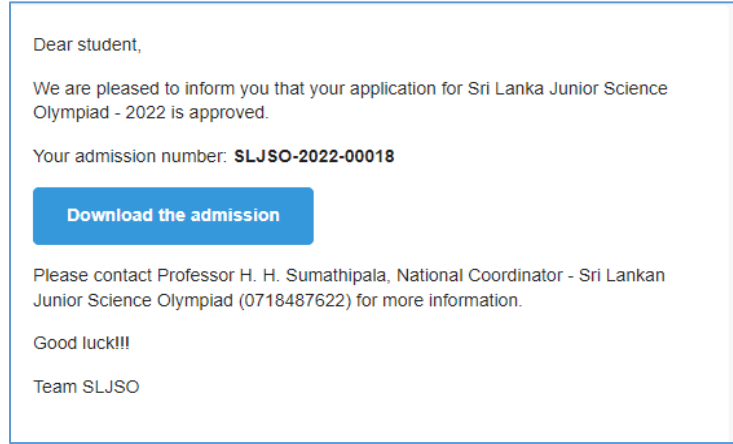 Dear student,
We are pleased to inform you that your application for Sri Lanka Junior Science
Olympiad - 2022 is approved.
Your admission number: SLJSO-2022-00018
Download the admission
Please contact Professor H. H. Sumathipala, National Coordinator - Sri Lankan
Junior Science Olympiad (0718487622) for more information.
Good luck!!!
Team SLJSO